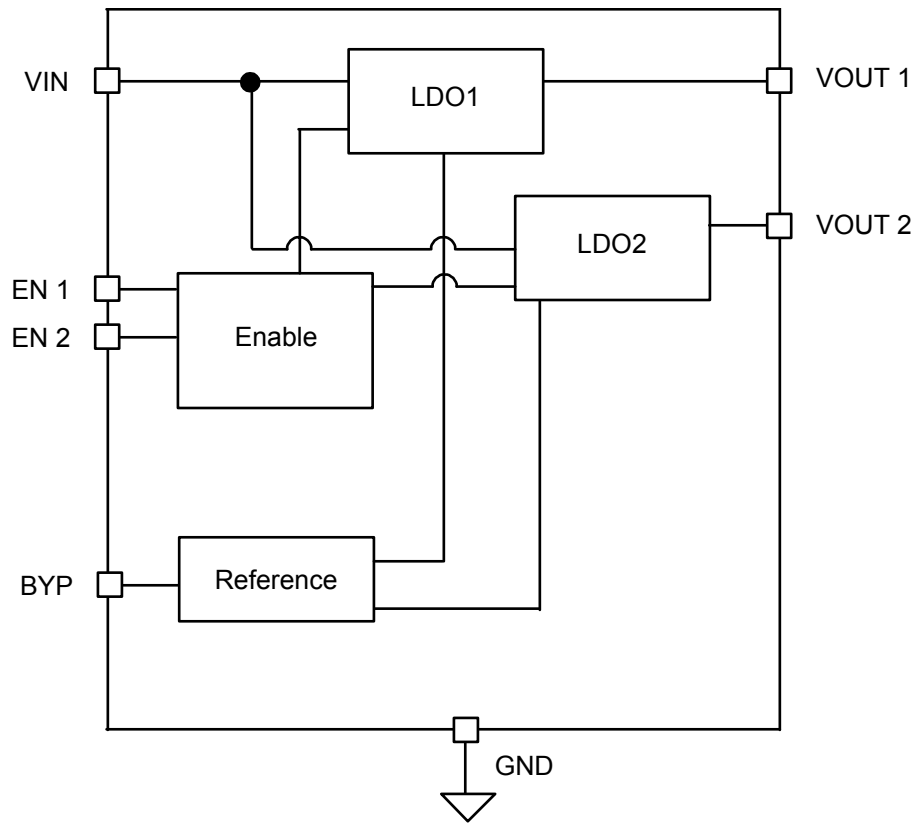 VIN
LDO1
VOUT 1
LDO2
VOUT 2
EN 1
EN 2
Enable
BYP
Reference
GND